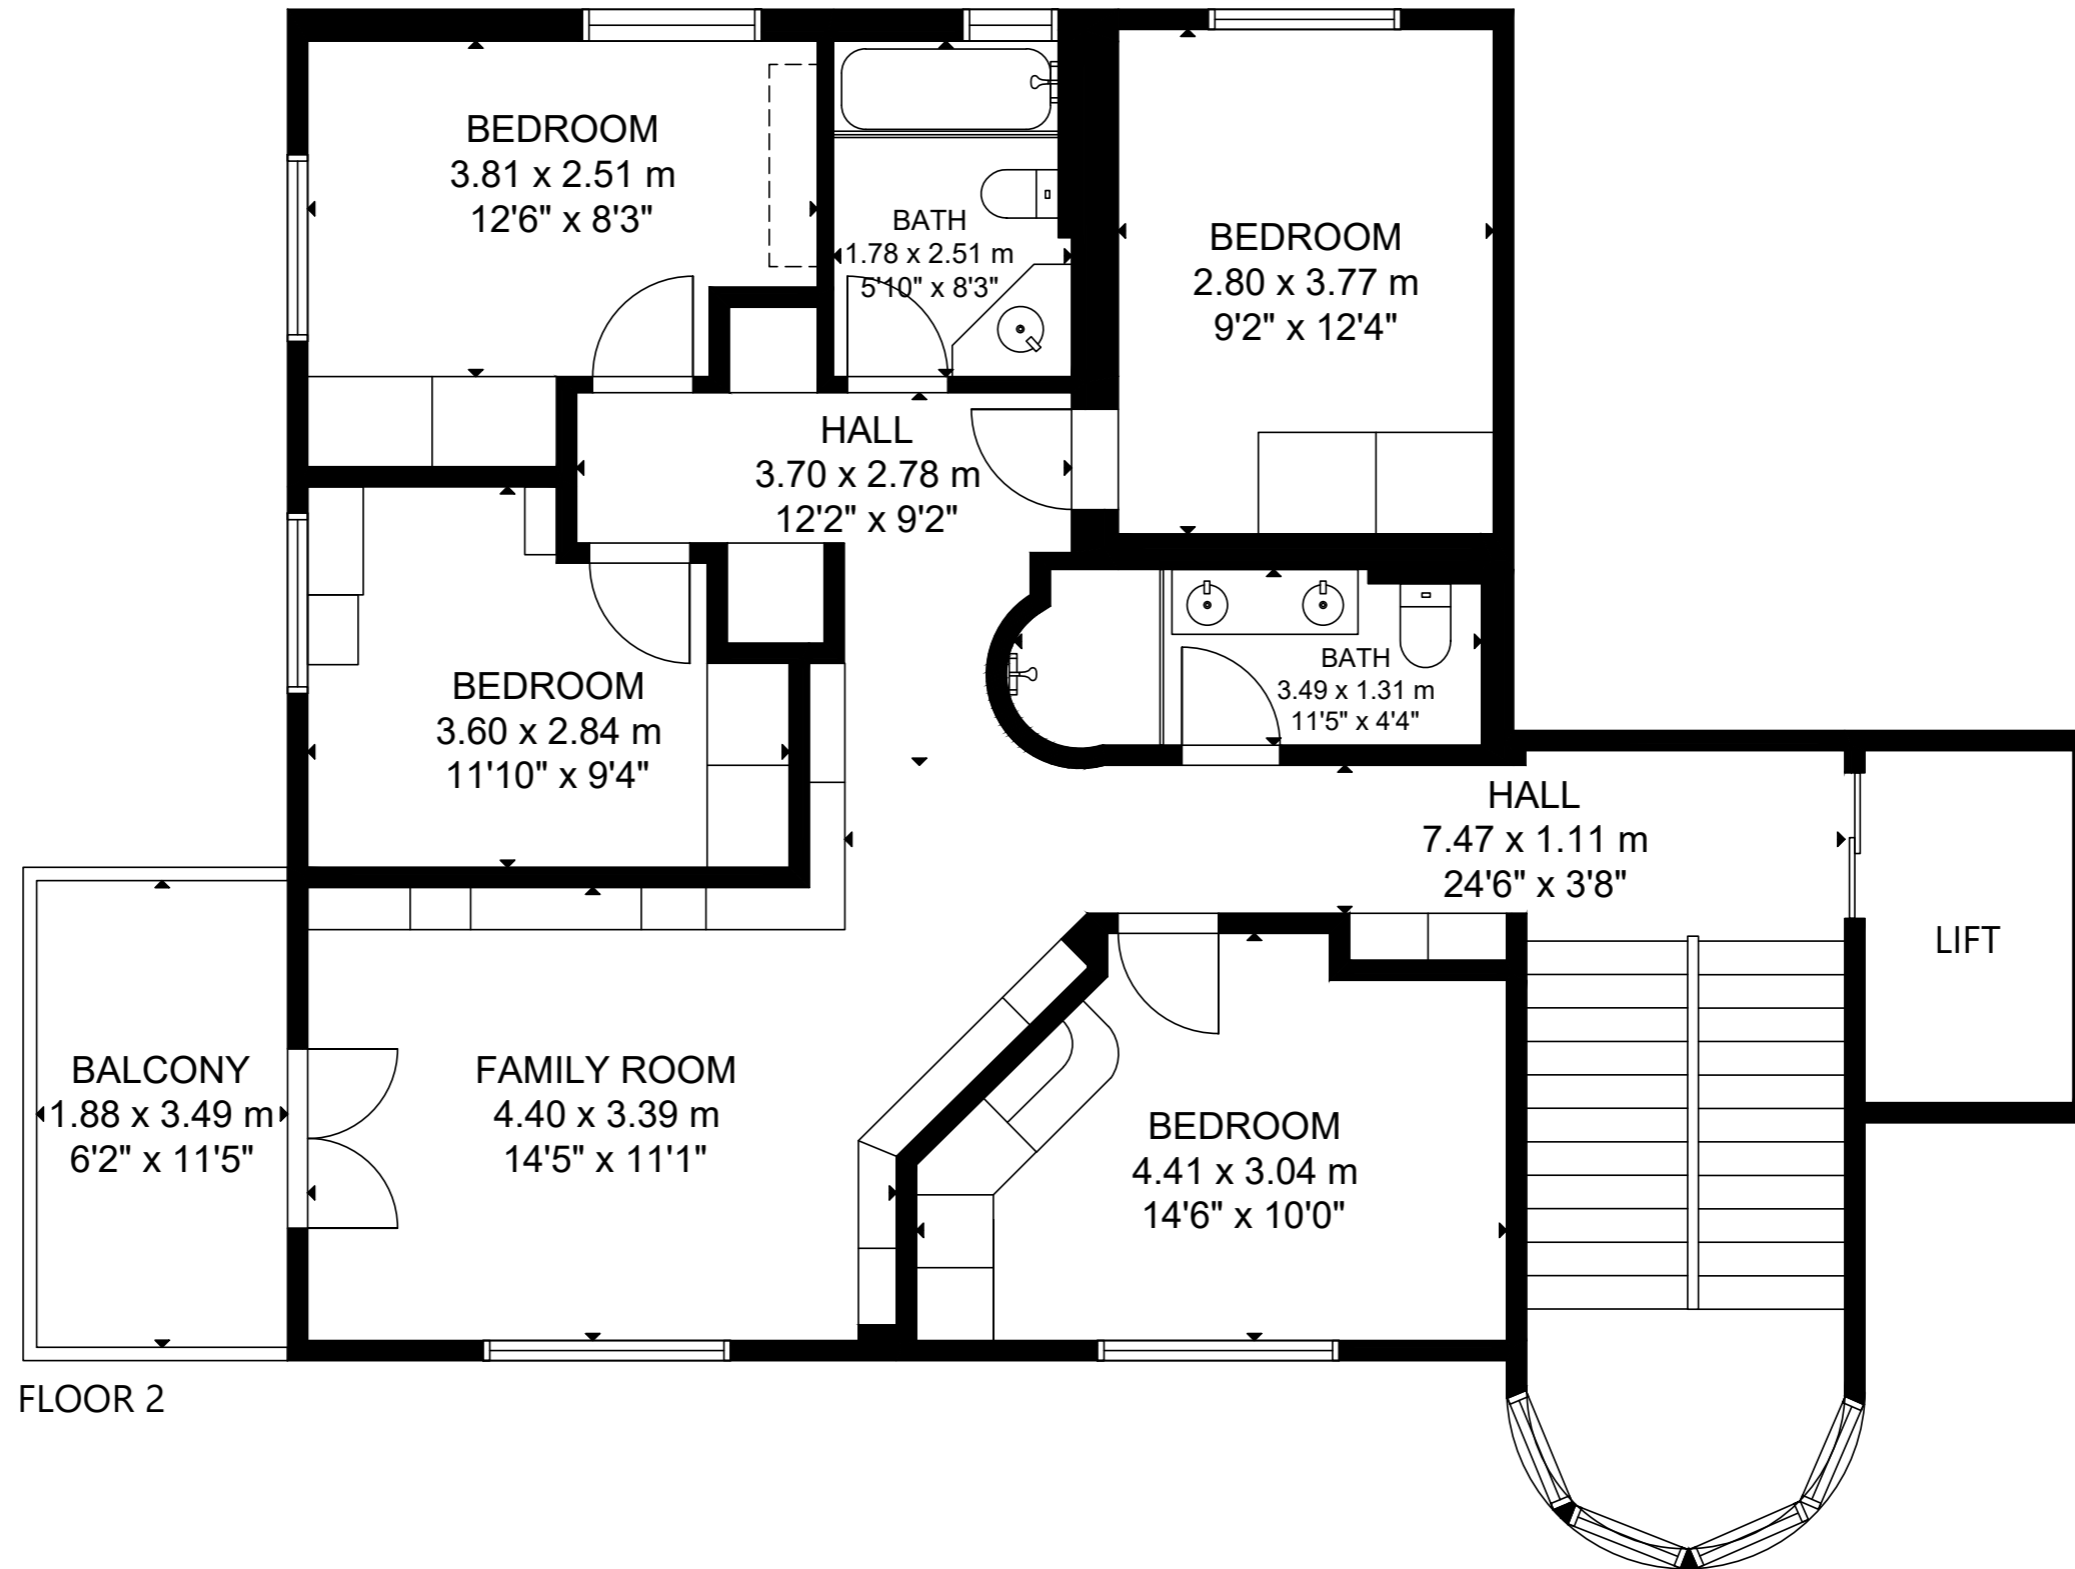 BEDROOM
3.81 x 2.51 m
12'6" x 8'3"
BATH
1.78 x 2.51 m
5'10" x 8'3"
BEDROOM
2.80 x 3.77 m
9'2" x 12'4"
HALL
3.70 x 2.78 m
12'2" x 9'2"
BEDROOM
3.60 x 2.84 m
11'10" x 9'4"
BATH
3.49 x 1.31 m
11'5" x 4'4"
HALL
7.47 x 1.11 m
24'6" x 3'8"
LIFT
BALCONY
1.88 x 3.49 m
6'2" x 11'5"
FAMILY ROOM
4.40 x 3.39 m
14'5" x 11'1"
BEDROOM
4.41 x 3.04 m
14'6" x 10'0"
FLOOR 2